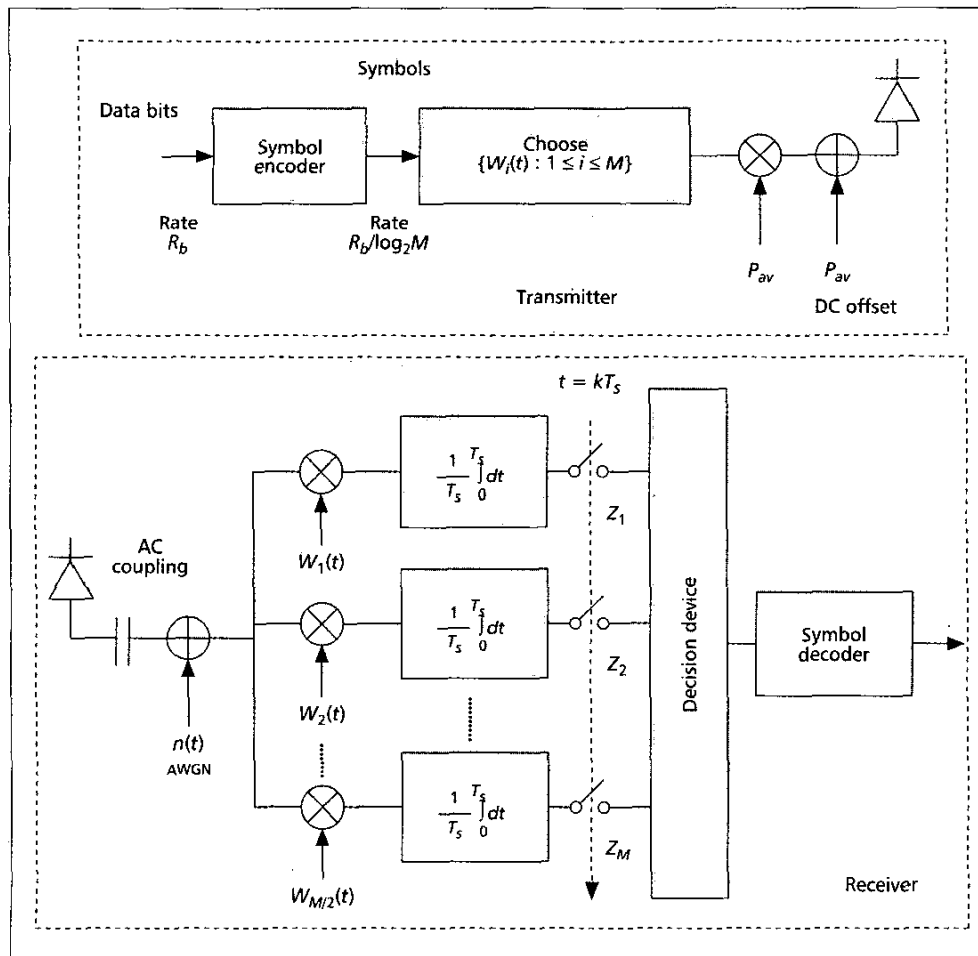 Symbols
Data bits
Symbol
encoder
Choose
{W_i(t) : 1 ≤ i ≤ M}
Rate
R_b
Rate
R_b/log_2M
P_av
P_av
Transmitter
DC offset
t = kT_s
1/T_s ∫_0^T_s dt
Z_1
W_1(t)
AC
coupling
1/T_s ∫_0^T_s dt
Z_2
W_2(t)
Decision device
Symbol
decoder
n(t)
AWGN
1/T_s ∫_0^T_s dt
Z_M
W_M/2(t)
Receiver